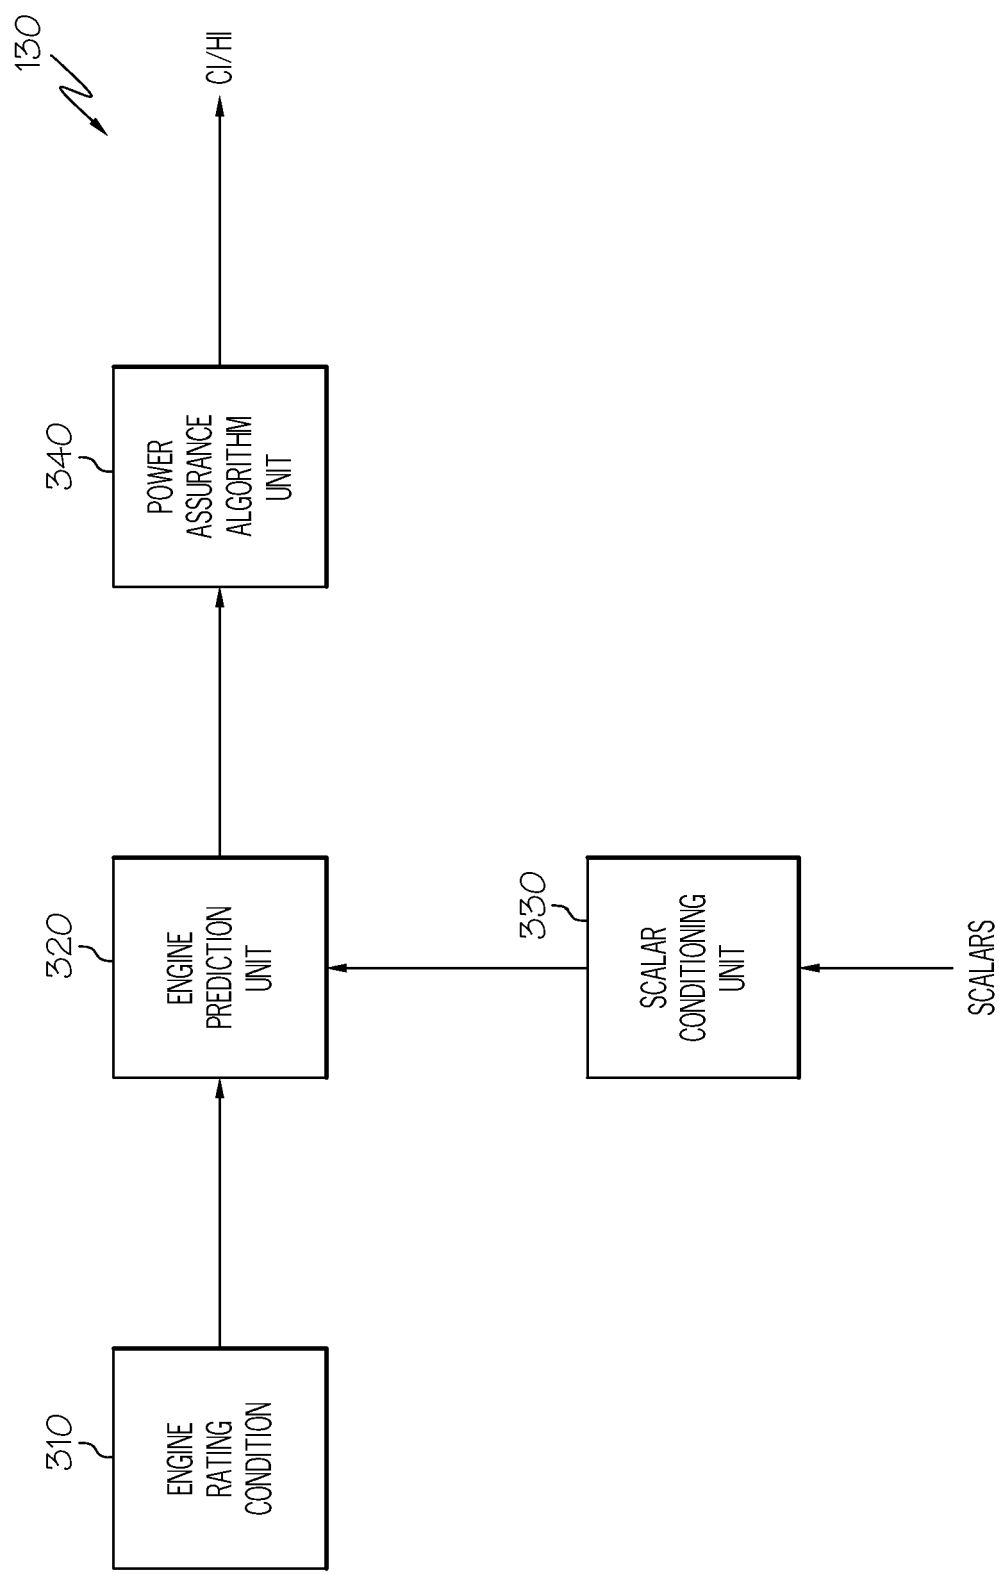 130
310
ENGINE
RATING
CONDITION
320
ENGINE
PREDICTION
UNIT
340
POWER
ASSURANCE
ALGORITHM
UNIT
CI/HI
330
SCALAR
CONDITIONING
UNIT
SCALARS